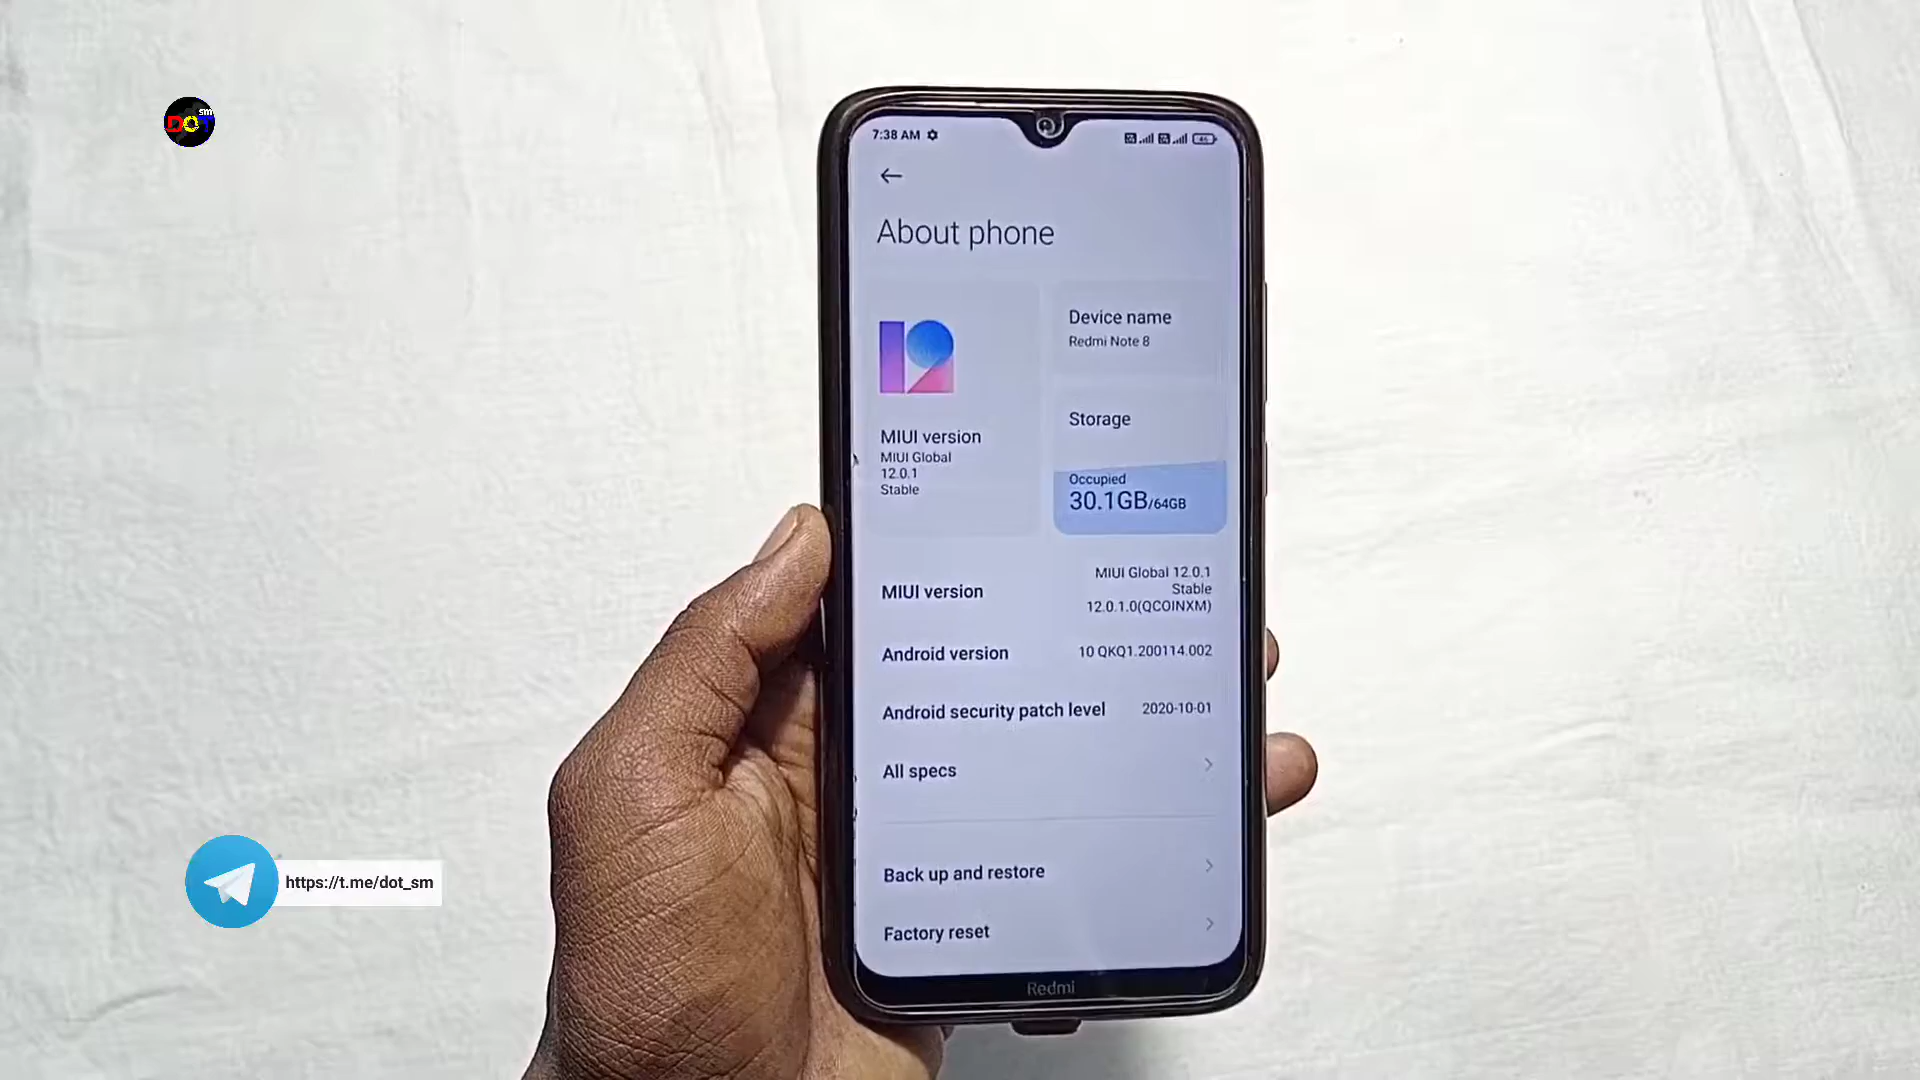 DOT
sm
7:38 AM
46
About phone
Device name
Redmi Note 8
MIUI version
MIUI Global
12.0.1
Stable
Storage
Occupied
30.1GB/64GB
MIUI version
MIUI Global 12.0.1
Stable
12.0.1.0(QCOINXM)
Android version
10 QKQ1.200114.002
Android security patch level
2020-10-01
All specs
Back up and restore
Factory reset
Redmi
https://t.me/dot_sm